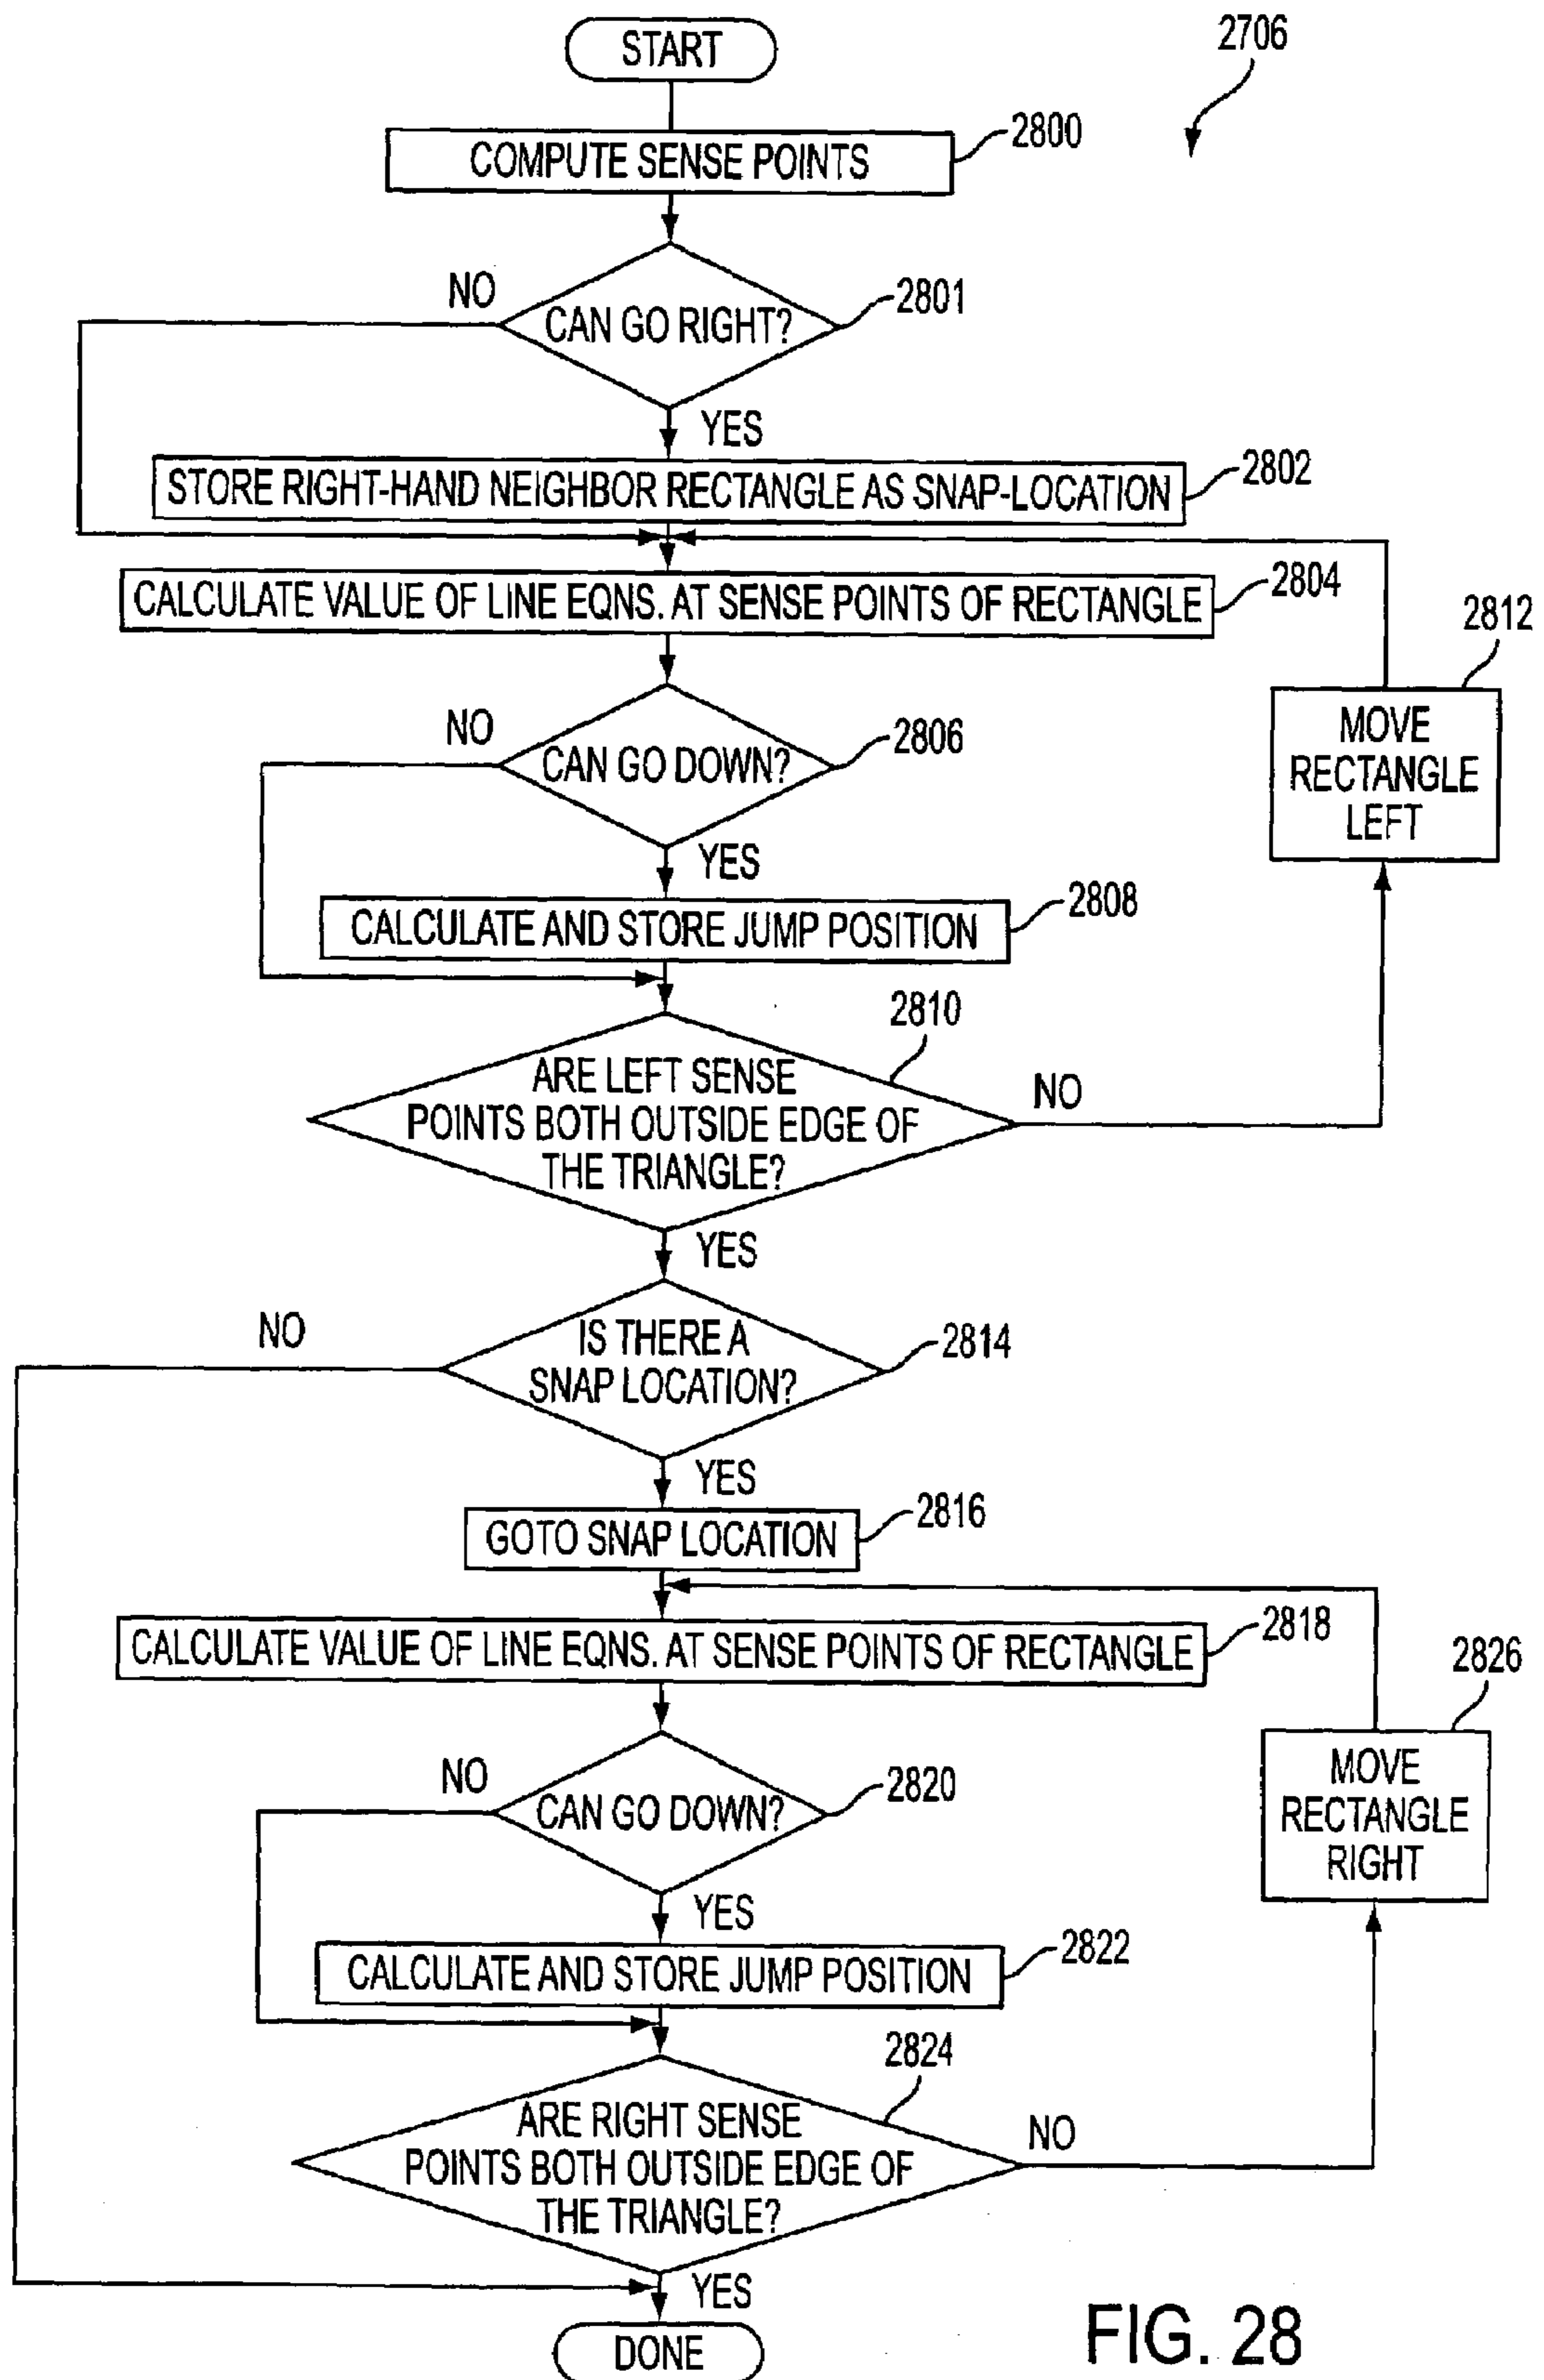 START
2706
COMPUTE SENSE POINTS
2800
NO
CAN GO RIGHT?
2801
YES
STORE RIGHT-HAND NEIGHBOR RECTANGLE AS SNAP-LOCATION
2802
CALCULATE VALUE OF LINE EQNS. AT SENSE POINTS OF RECTANGLE
2804
2812
MOVE
RECTANGLE
LEFT
NO
CAN GO DOWN?
2806
YES
CALCULATE AND STORE JUMP POSITION
2808
2810
ARE LEFT SENSE
POINTS BOTH OUTSIDE EDGE OF
THE TRIANGLE?
NO
YES
NO
IS THERE A
SNAP LOCATION?
2814
YES
GOTO SNAP LOCATION
2816
CALCULATE VALUE OF LINE EQNS. AT SENSE POINTS OF RECTANGLE
2818
2826
MOVE
RECTANGLE
RIGHT
NO
CAN GO DOWN?
2820
YES
CALCULATE AND STORE JUMP POSITION
2822
2824
ARE RIGHT SENSE
POINTS BOTH OUTSIDE EDGE OF
THE TRIANGLE?
NO
YES
DONE
FIG. 28